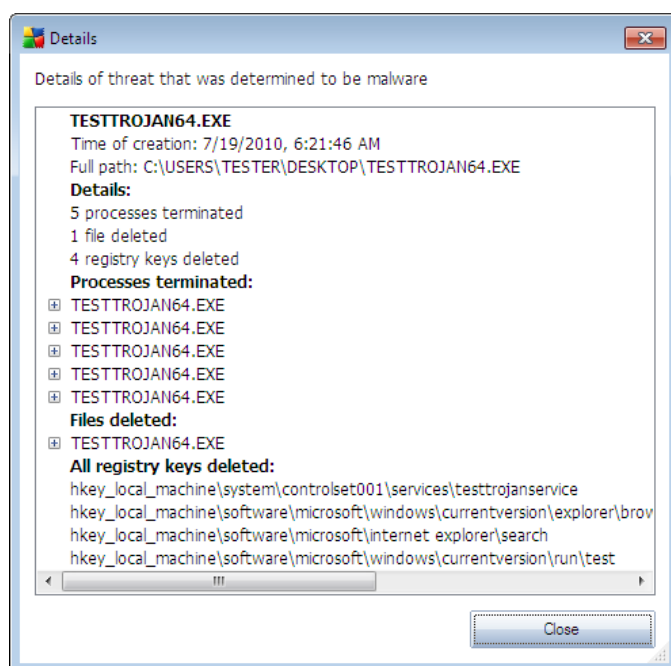 Details
Details of threat that was determined to be malware
TESTTROJAN64.EXE
Time of creation: 7/19/2010, 6:21:46 AM
Full path: C:\USERS\TESTER\DESKTOP\TESTTROJAN64.EXE
Details:
5 processes terminated
1 file deleted
4 registry keys deleted
Processes terminated:
TESTTROJAN64.EXE
TESTTROJAN64.EXE
TESTTROJAN64.EXE
TESTTROJAN64.EXE
TESTTROJAN64.EXE
Files deleted:
TESTTROJAN64.EXE
All registry keys deleted:
hkey_local_machine\system\controlset001\services\testtrojanservice
hkey_local_machine\software\microsoft\windows\currentversion\explorer\brow
hkey_local_machine\software\microsoft\internet explorer\search
hkey_local_machine\software\microsoft\windows\currentversion\run\test
Close